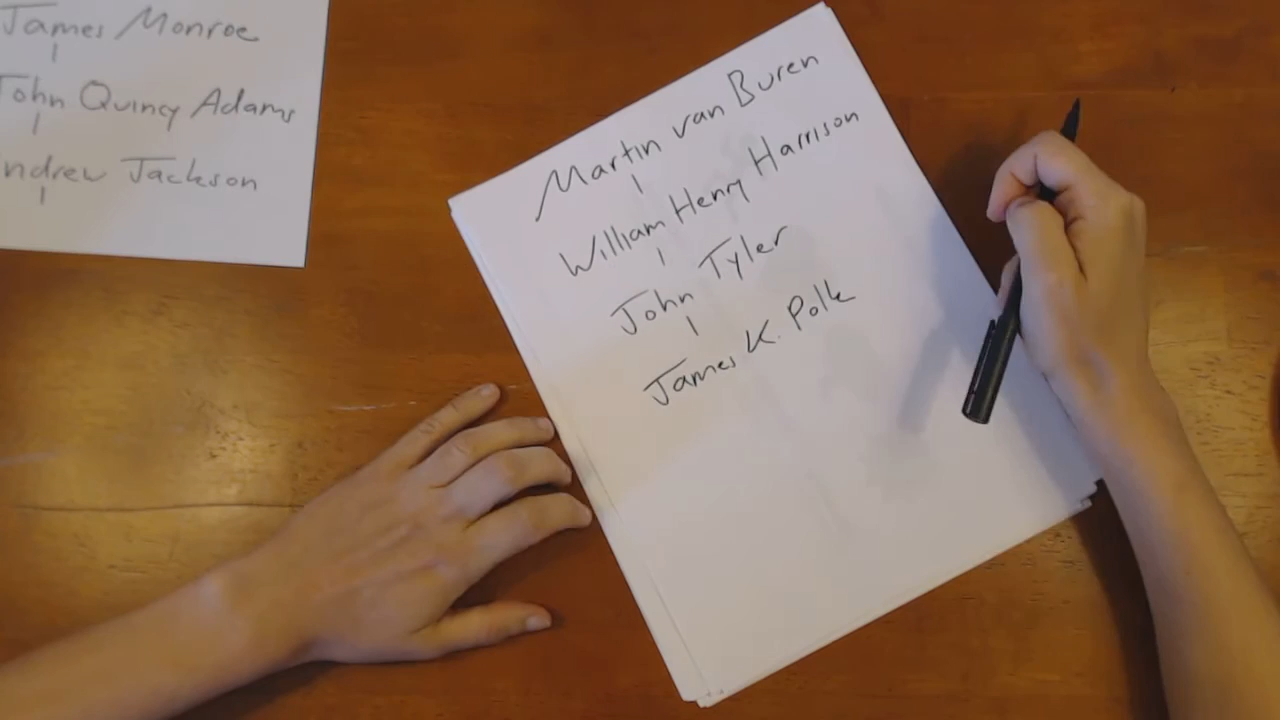 James Monroe
John Quincy Adams
ndrew Jackson
Martin van Buren
William Henry Harrison
John Tyler
James K. Polk